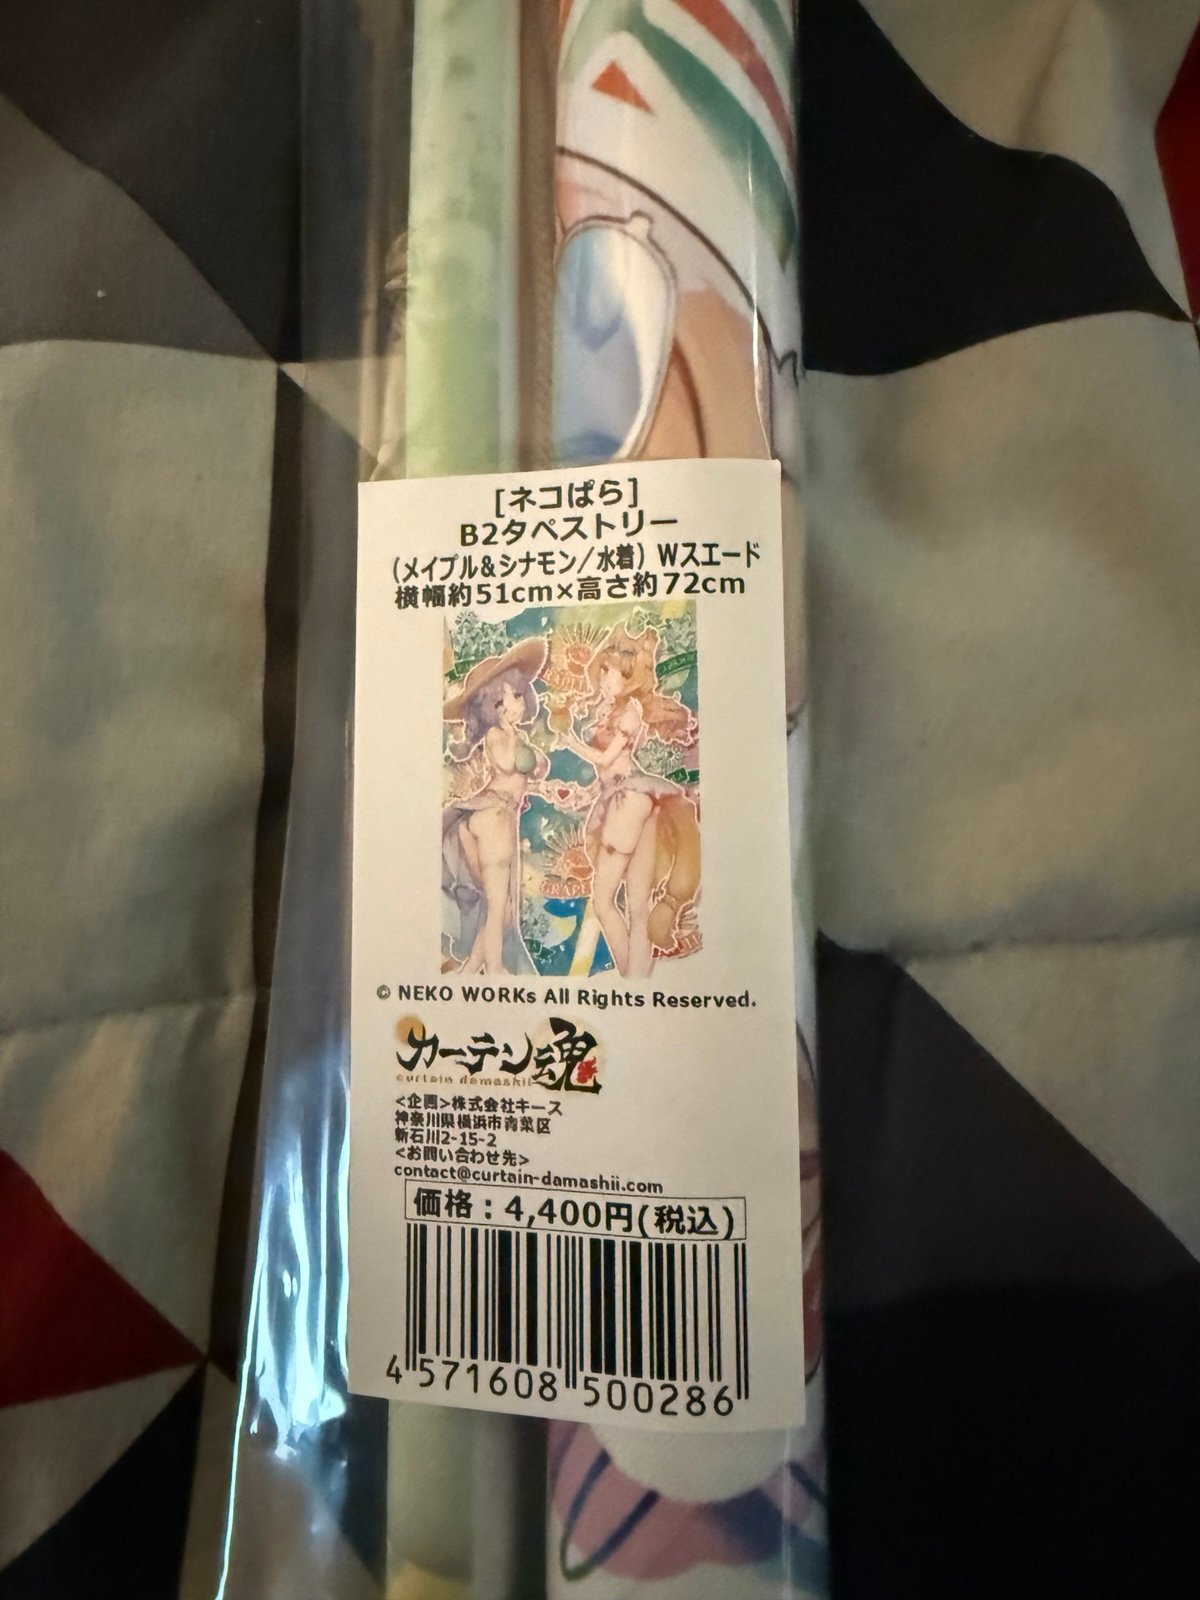 [ネコぱら]
B2タペストリー
(メイプル&シナモン/水着) Wスエード
横幅約51cm×高さ約72cm
GRAPE
© NEKO WORKs All Rights Reserved.
カーテン魂
curtain damashii
<企画>株式会社キース
神奈川県横浜市青葉区
新石川2-15-2
<お問い合わせ先>
contact@curtain-damashii.com
価格：4,400円(税込)
4 571608 500286